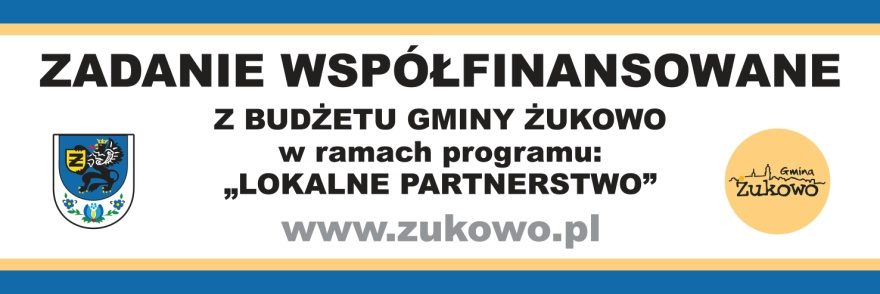 ZADANIE WSPÓŁFINANSOWANE
Z BUDŻETU GMINY ŻUKOWO
w ramach programu:
„LOKALNE PARTNERSTWO”
www.zukowo.pl
N
Gmina
Żukowo